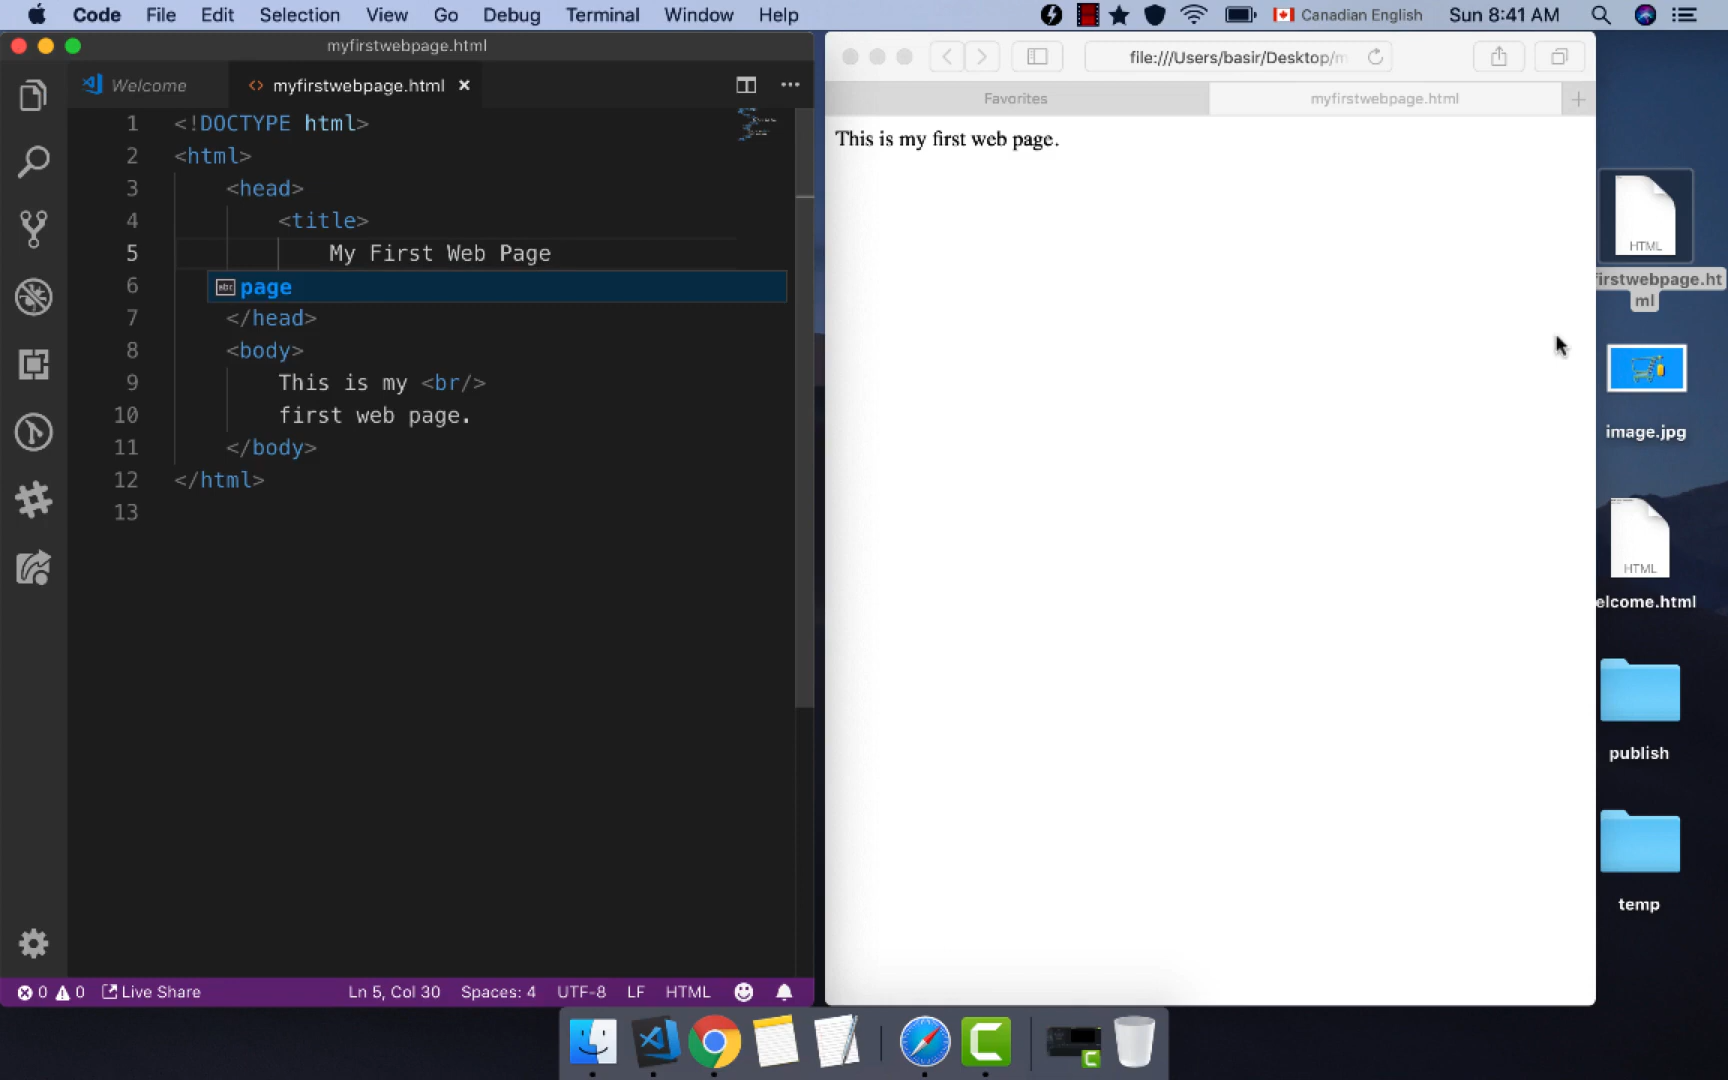 Code File Edit Selection View Go Debug Terminal Window Help Canadian English Sun 8:41 AM
myfirstwebpage.html
Welcome myfirstwebpage.html
1 <!DOCTYPE html>
2 <html>
3 <head>
4 <title>
5 My First Web Page
6 abc page
7 </head>
8 <body>
9 This is my <br/>
10 first web page.
11 </body>
12 </html>
13
0 0 Live Share Ln 5, Col 30 Spaces: 4 UTF-8 LF HTML
file:///Users/basir/Desktop/m
Favorites myfirstwebpage.html
This is my first web page.
HTML
firstwebpage.ht
ml
image.jpg
HTML
elcome.html
publish
temp